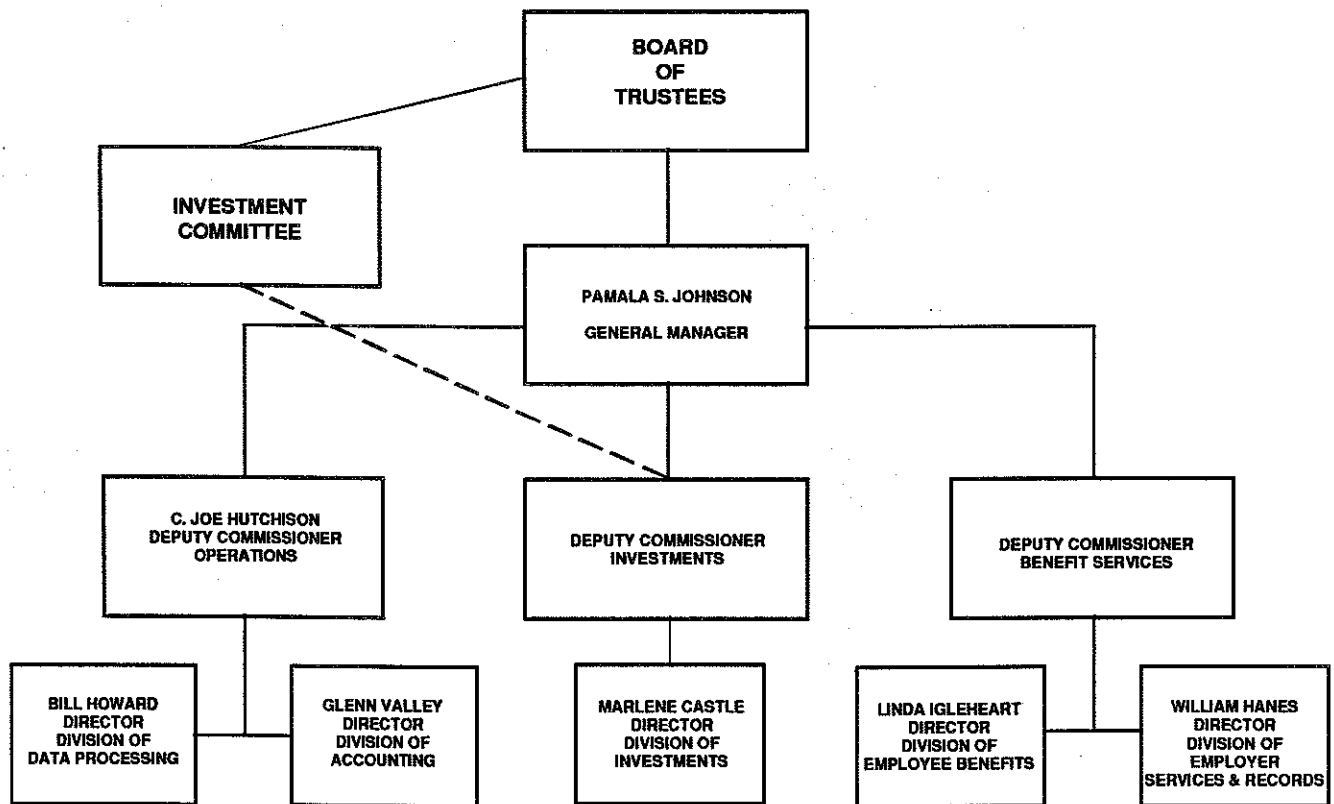 BOARD
OF
TRUSTEES
INVESTMENT
COMMITTEE
PAMALA S. JOHNSON
GENERAL MANAGER
C. JOE HUTCHISON
DEPUTY COMMISSIONER
OPERATIONS
DEPUTY COMMISSIONER
INVESTMENTS
DEPUTY COMMISSIONER
BENEFIT SERVICES
BILL HOWARD
DIRECTOR
DIVISION OF
DATA PROCESSING
GLENN VALLEY
DIRECTOR
DIVISION OF
ACCOUNTING
MARLENE CASTLE
DIRECTOR
DIVISION OF
INVESTMENTS
LINDA IGLEHEART
DIRECTOR
DIVISION OF
EMPLOYEE BENEFITS
WILLIAM HANES
DIRECTOR
DIVISION OF
EMPLOYER
SERVICES & RECORDS